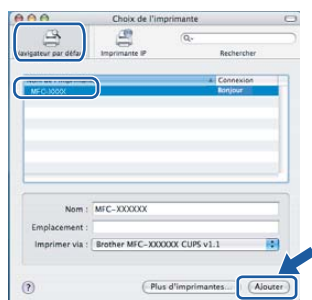 Choix de l'imprimante
Navigateur par défaut
Imprimante IP
Rechercher
Connexion
MFC-XXXX
Bonjour
Nom : MFC-XXXXXX
Emplacement :
Imprimer via : Brother MFC-XXXXXX CUPS v1.1
? Plus d'imprimantes... Ajouter